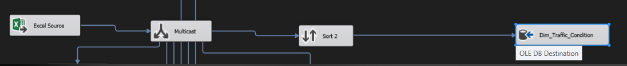 Excel Source
Multicast
Sort 2
Dim_Traffic_Condition
OLE DB Destination